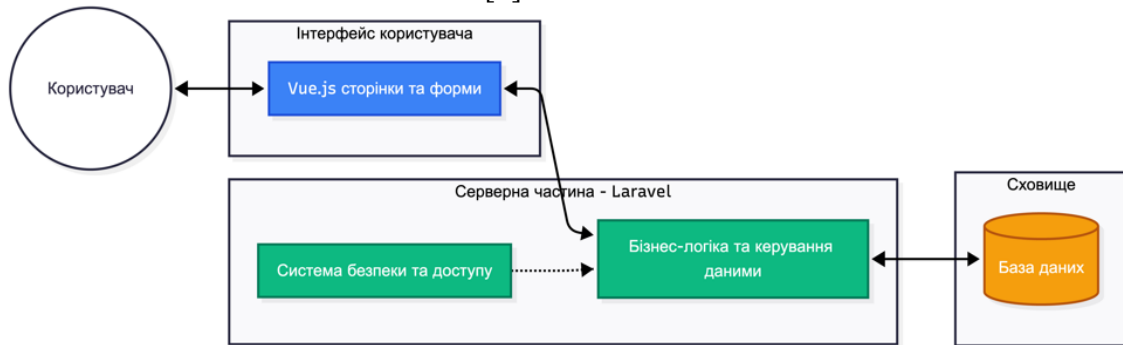 Інтерфейс користувача
Користувач
Vue.js сторінки та форми
Серверна частина - Laravel
Сховище
Бізнес-логіка та керування
даними
Система безпеки та доступу
База даних